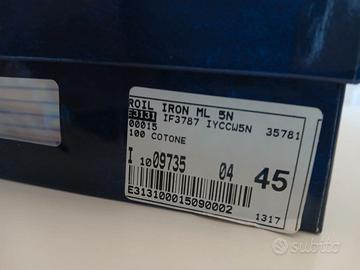 ROIL IRON ML 5N
E3131 IF3787 IYCCW5N 35781
00015
100 COTONE
I 10 09735 04 45
E313100015090002
1317
subito